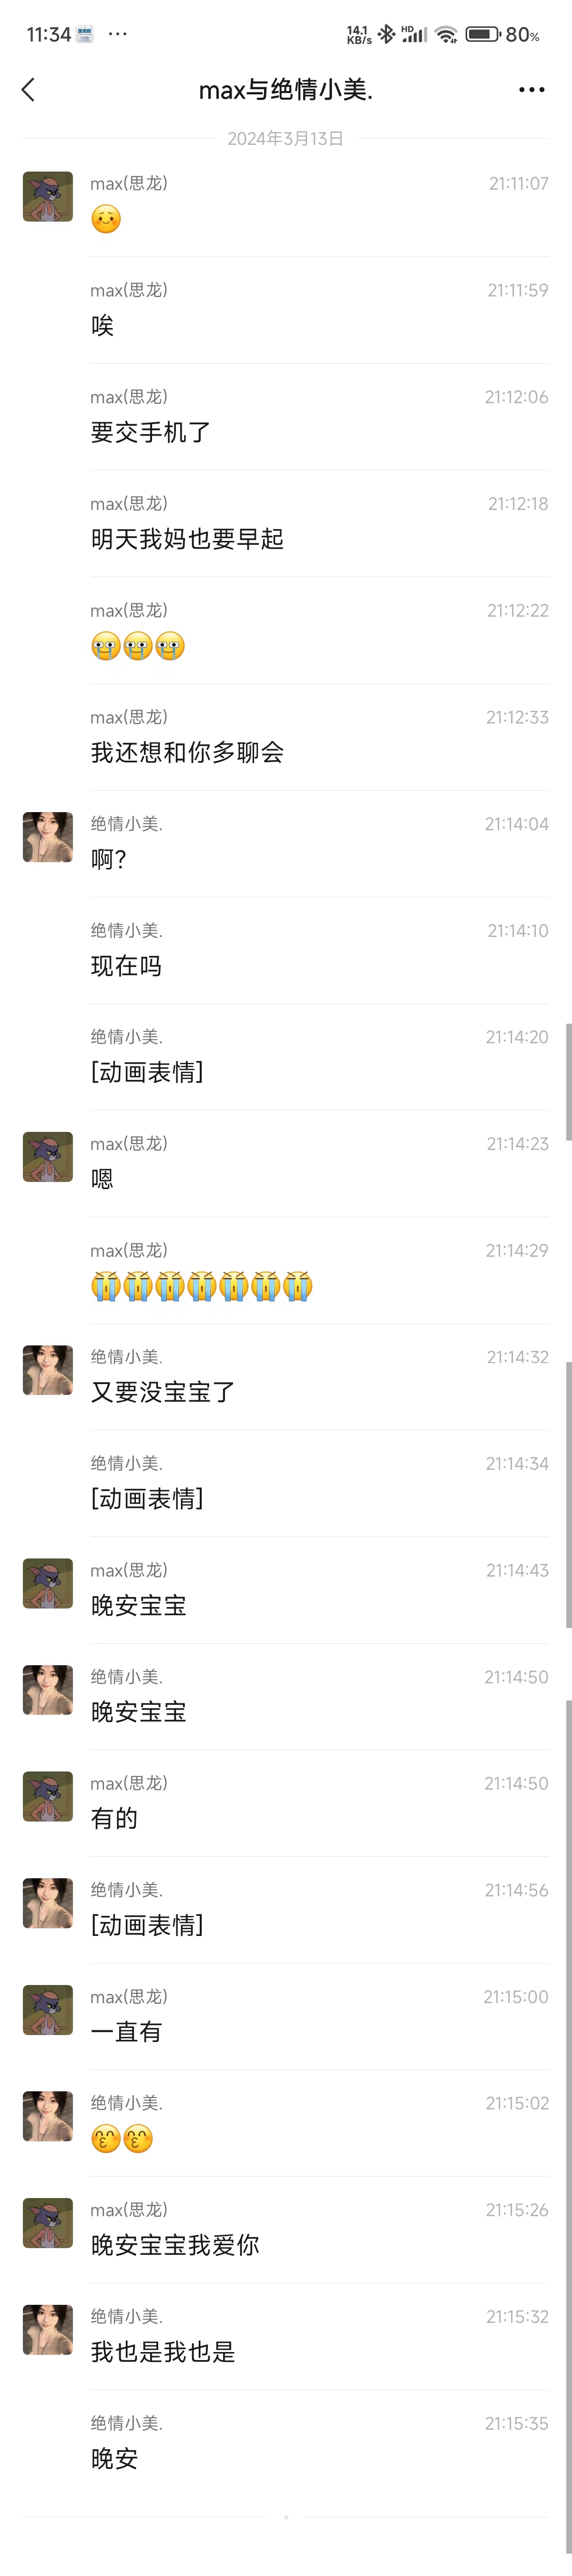 11:34 ··· 14.1 KB/s HD 80%
max与绝情小美.
2024年3月13日
max(思龙) 21:11:07
max(思龙) 21:11:59
唉
max(思龙) 21:12:06
要交手机了
max(思龙) 21:12:18
明天我妈也要早起
max(思龙) 21:12:22
😭😭😭
max(思龙) 21:12:33
我还想和你多聊会
绝情小美. 21:14:04
啊?
绝情小美. 21:14:10
现在吗
绝情小美. 21:14:20
[动画表情]
max(思龙) 21:14:23
嗯
max(思龙) 21:14:29
绝情小美. 21:14:32
又要没宝宝了
绝情小美. 21:14:34
[动画表情]
max(思龙) 21:14:43
晚安宝宝
绝情小美. 21:14:50
晚安宝宝
max(思龙) 21:14:50
有的
绝情小美. 21:14:56
[动画表情]
max(思龙) 21:15:00
一直有
绝情小美. 21:15:02
max(思龙) 21:15:26
晚安宝宝我爱你
绝情小美. 21:15:32
我也是我也是
绝情小美. 21:15:35
晚安